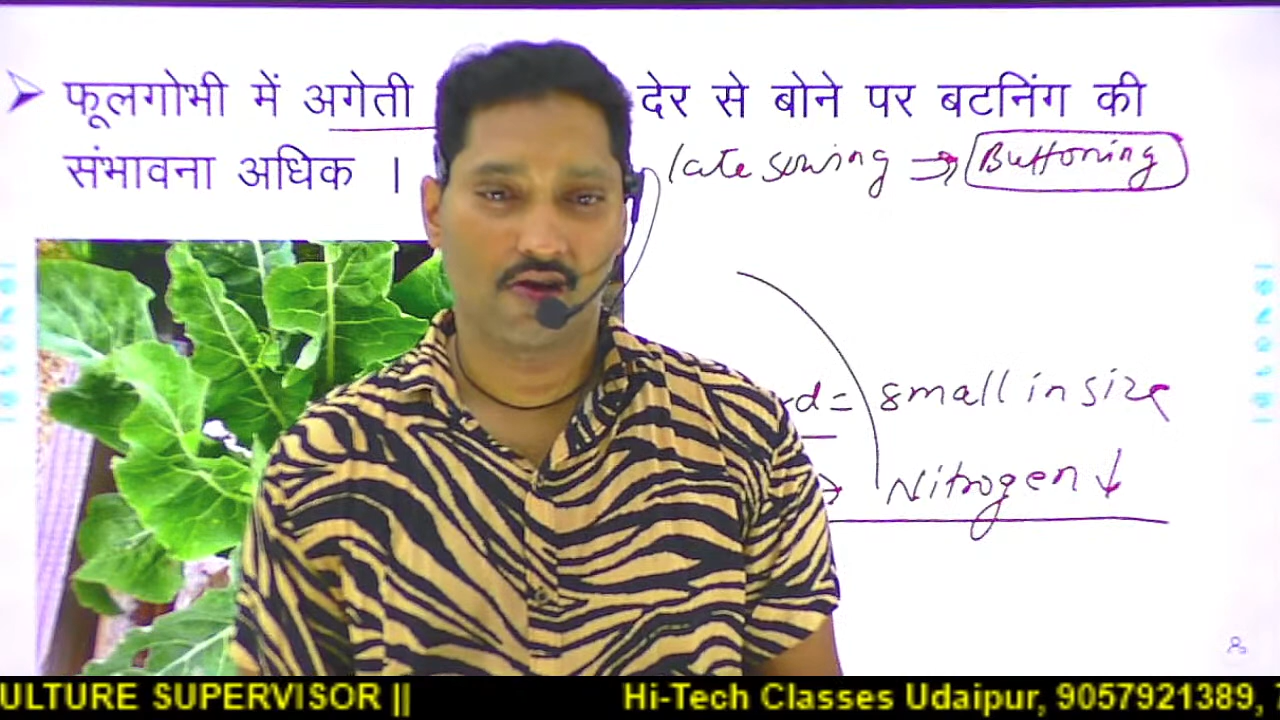 फूलगोभी में अगेती देर से बोने पर बटनिंग की
संभावना अधिक ।
late sowing → Buttoning
= small in size
→ Nitrogen ↓
8
ULTURE SUPERVISOR || Hi-Tech Classes Udaipur, 9057921389,